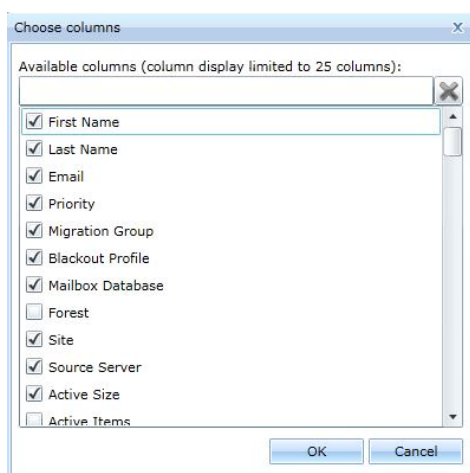 Choose columns
x
Available columns (column display limited to 25 columns):
First Name
Last Name
Email
Priority
Migration Group
Blackout Profile
Mailbox Database
Forest
Site
Source Server
Active Size
Active Items
OK Cancel